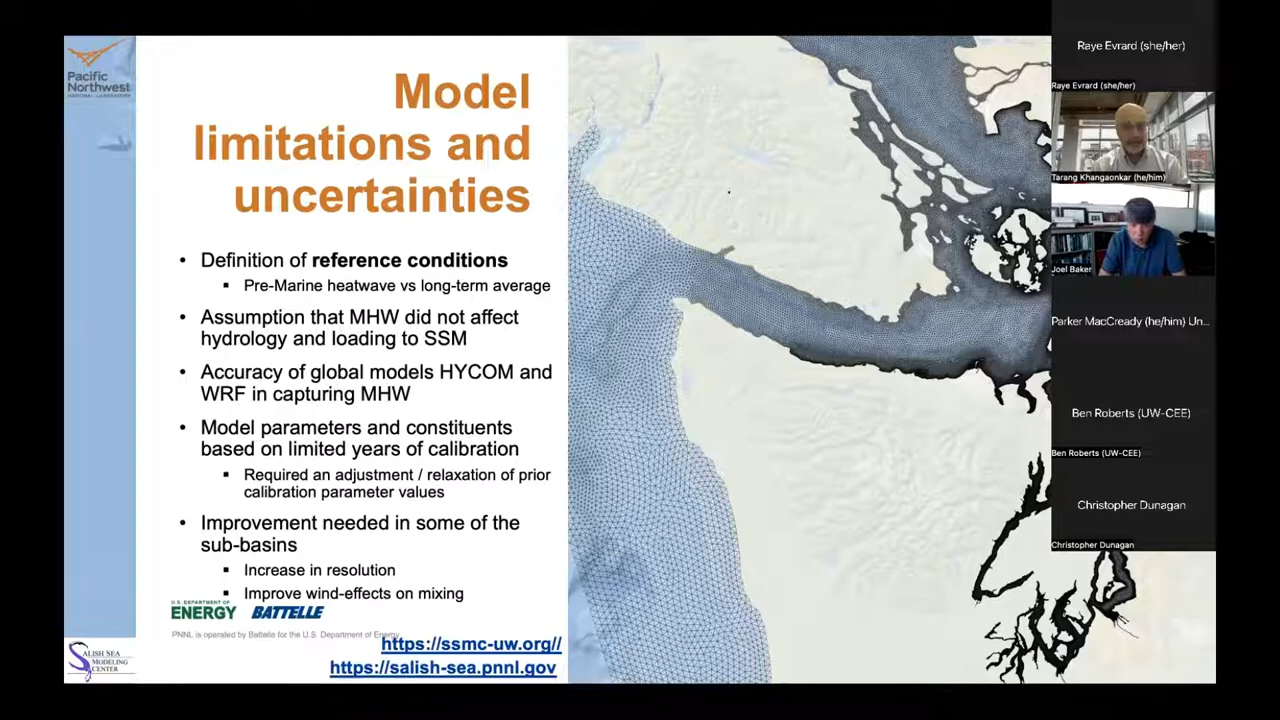 Pacific
Northwest
NATIONAL LABORATORY
Model
limitations and
uncertainties
• Definition of reference conditions
▪ Pre-Marine heatwave vs long-term average
• Assumption that MHW did not affect
hydrology and loading to SSM
• Accuracy of global models HYCOM and
WRF in capturing MHW
• Model parameters and constituents
based on limited years of calibration
▪ Required an adjustment / relaxation of prior
calibration parameter values
• Improvement needed in some of the
sub-basins
▪ Increase in resolution
▪ Improve wind-effects on mixing
U.S. DEPARTMENT OF
ENERGY BATTELLE
PNNL is operated by Battelle for the U.S. Department of Energy
https://ssmc-uw.org//
https://salish-sea.pnnl.gov
SALISH SEA
MODELING
CENTER
Raye Evrard (she/her)
Raye Evrard (she/her)
Tarang Khangaonkar (he/him)
Joel Baker
Parker MacCready (he/him) Un...
Ben Roberts (UW-CEE)
Ben Roberts (UW-CEE)
Christopher Dunagan
Christopher Dunagan